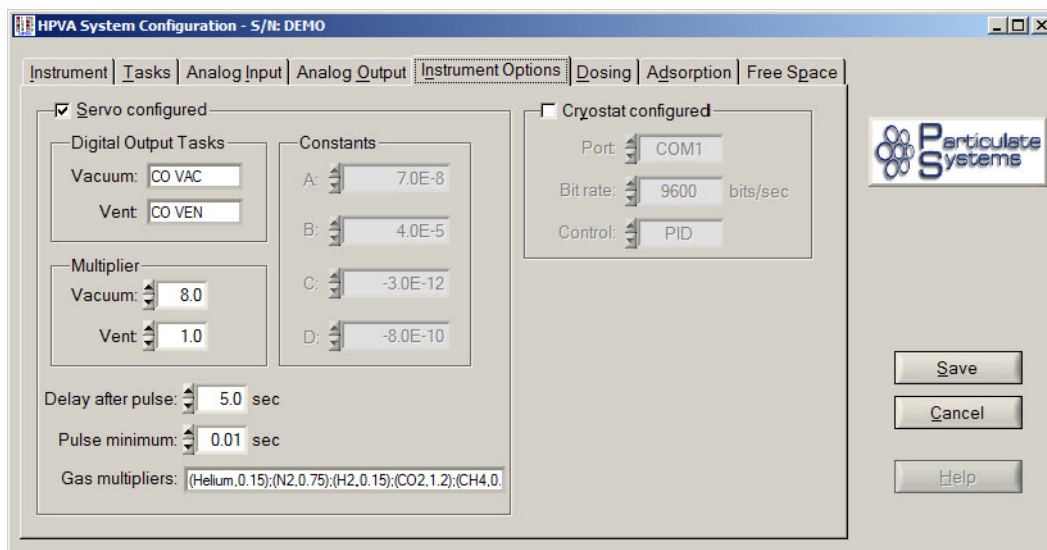 HPVA System Configuration - S/N: DEMO
Instrument Tasks Analog Input Analog Output Instrument Options Dosing Adsorption Free Space
Servo configured
Digital Output Tasks
Vacuum: CO VAC
Vent: CO VEN
Multiplier
Vacuum: 8.0
Vent: 1.0
Constants
A: 7.0E-8
B: 4.0E-5
C: -3.0E-12
D: -8.0E-10
Delay after pulse: 5.0 sec
Pulse minimum: 0.01 sec
Gas multipliers: (Helium,0.15);(N2,0.75);(H2,0.15);(CO2,1.2);(CH4,0.
Cryostat configured
Port: COM1
Bit rate: 9600 bits/sec
Control: PID
Particulate
Systems
Save
Cancel
Help